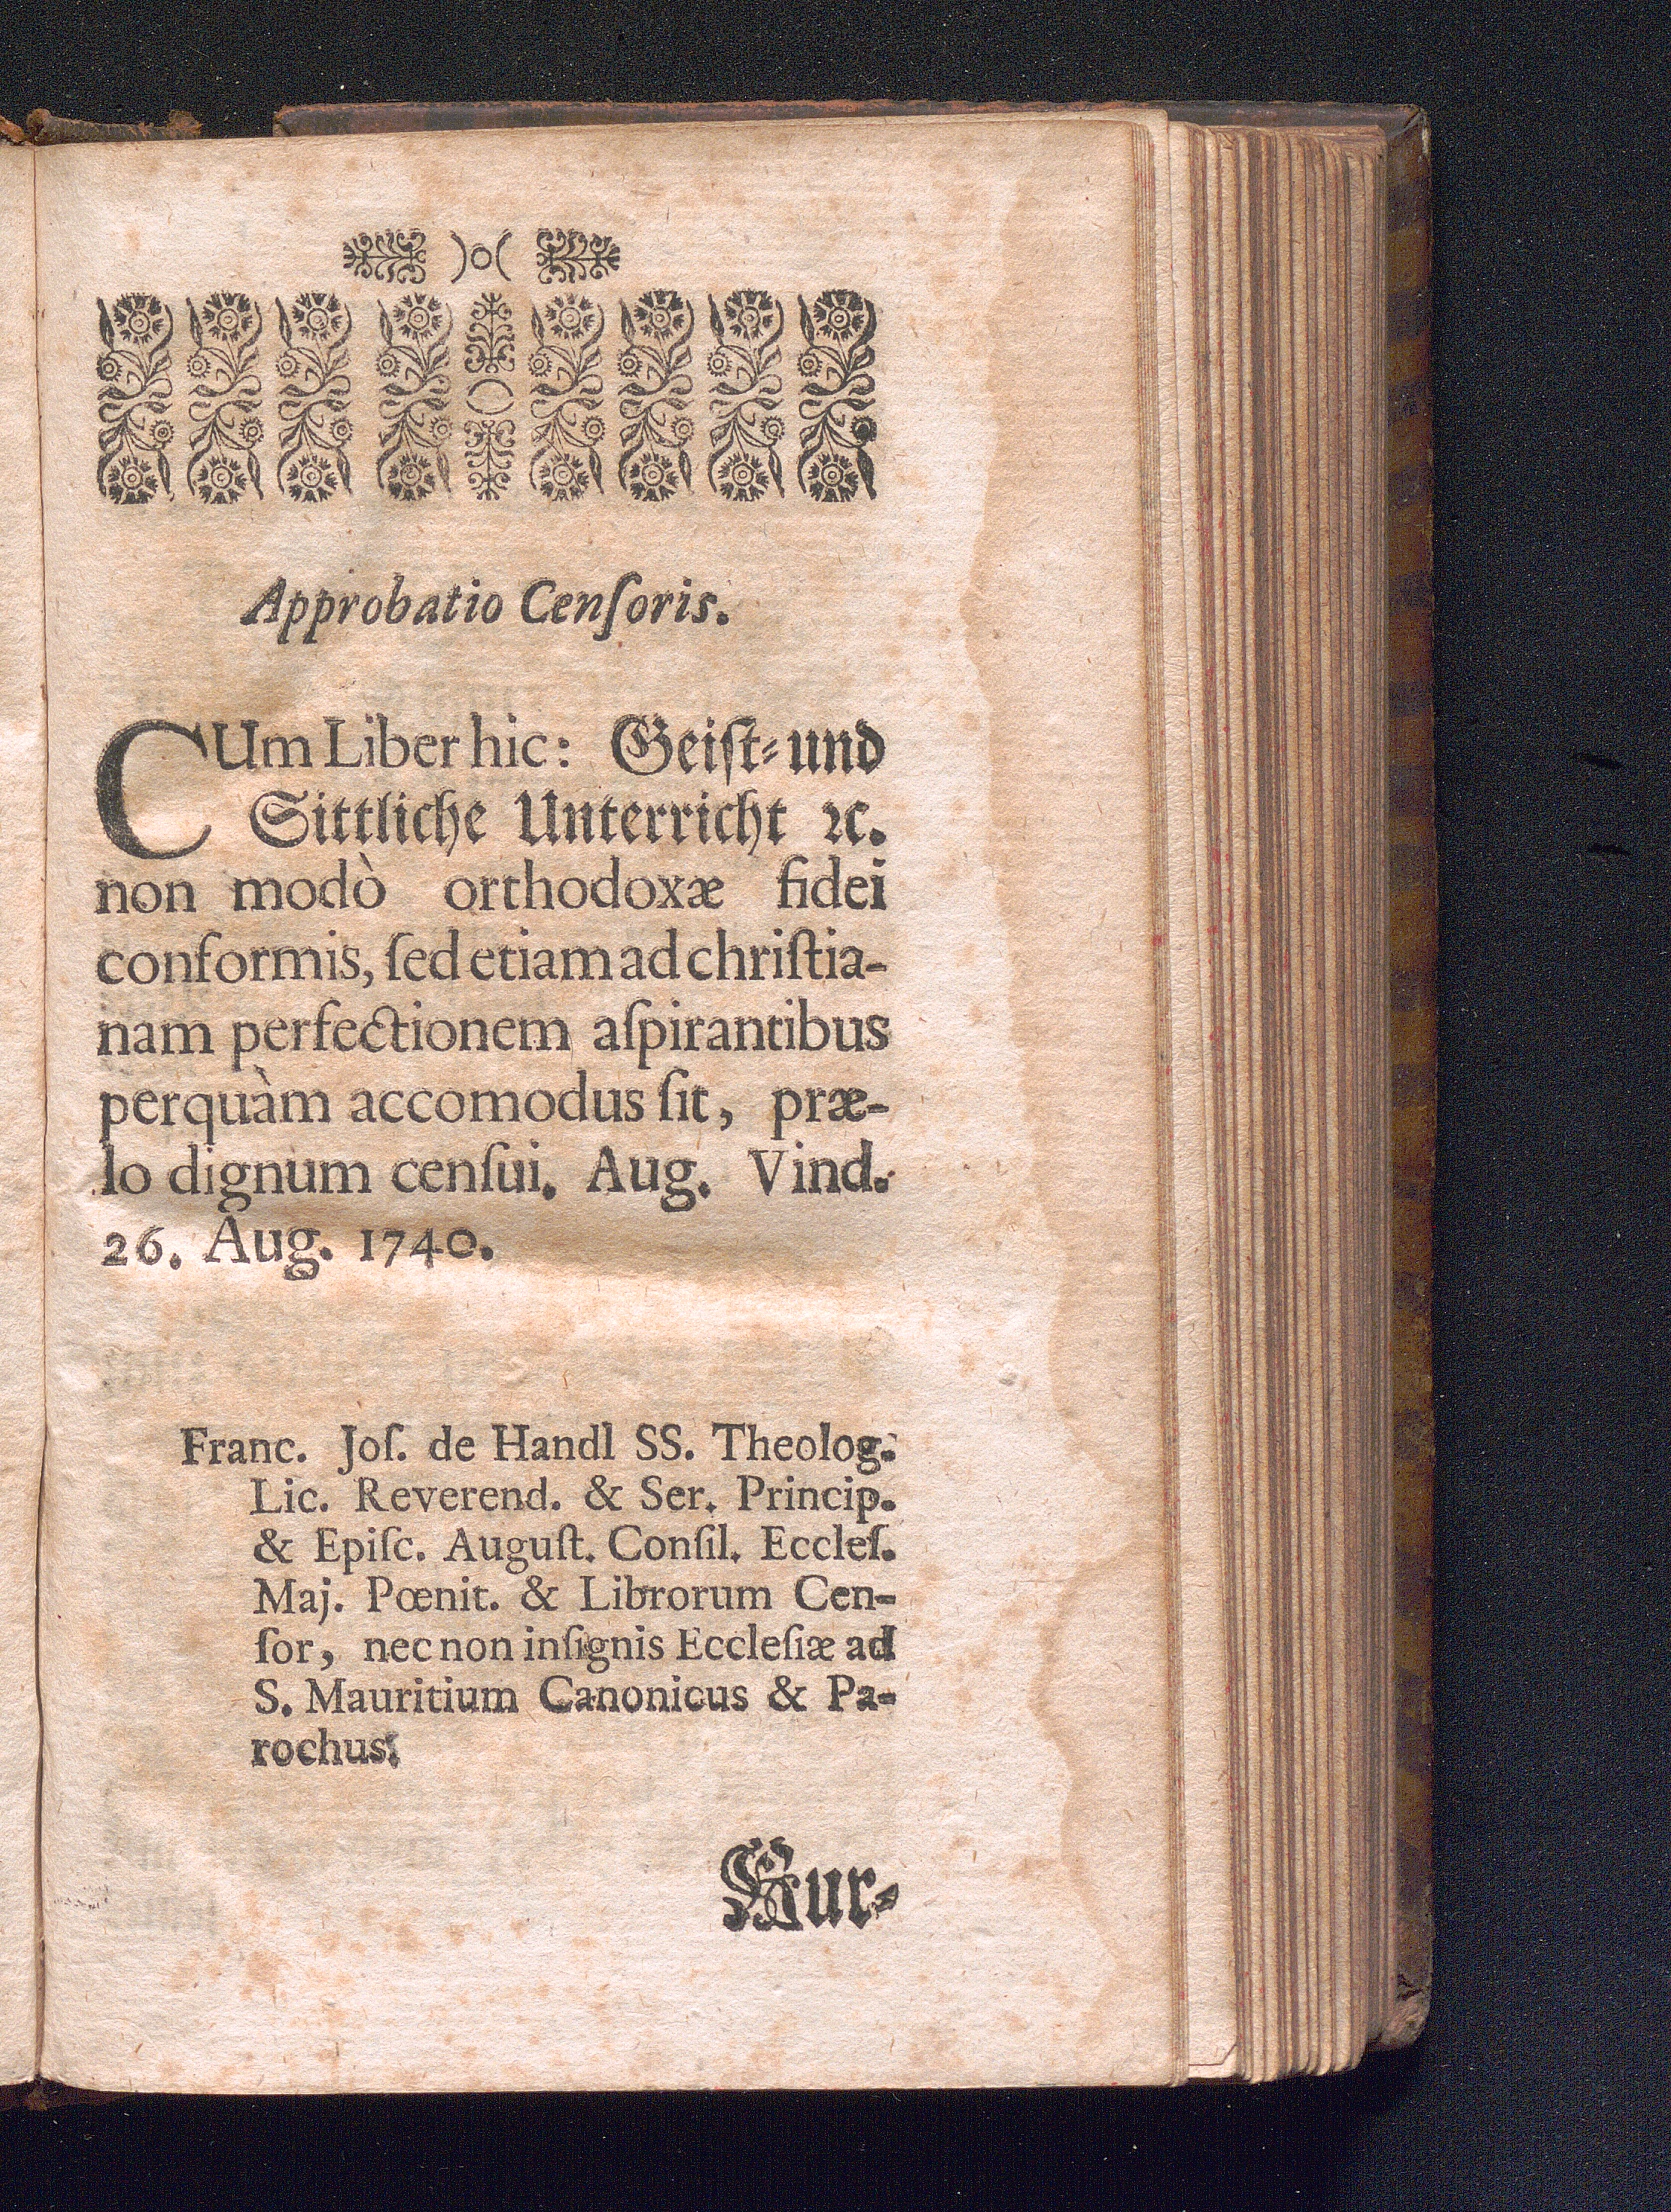 )o(
Approbatio Cenſoris.
CUm Liber hic: Geiſt- und
Sittliche Unterricht ꝛc.
non modò orthodoxæ fidei
conformis, ſed etiam ad chriſtia-
nam perfectionem aſpirantibus
perquàm accomodus ſit, præ-
lo dignum cenſui. Aug. Vind.
26. Aug. 1740.
Franc. Joſ. de Handl SS. Theolog.
Lic. Reverend. & Ser. Princip.
& Epiſc. Auguſt. Conſil. Eccleſ.
Maj. Pœnit. & Librorum Cen-
ſor, nec non inſignis Eccleſiæ ad
S. Mauritium Canonicus & Pa-
rochus.
Kur-